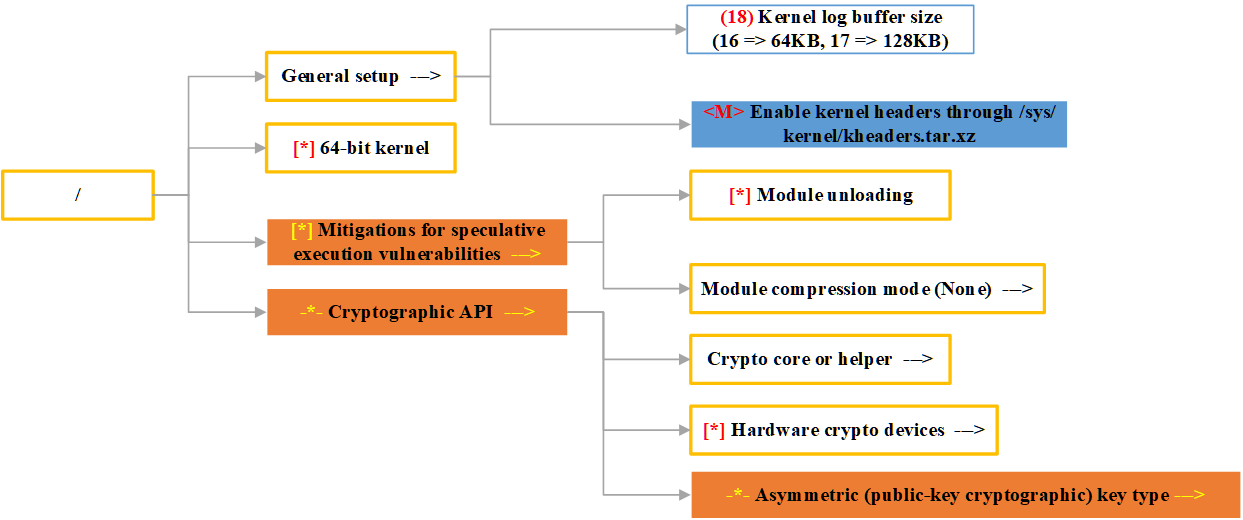 /
General setup --->
[*] 64-bit kernel
[*] Mitigations for speculative
execution vulnerabilities --->
-*- Cryptographic API --->
(18) Kernel log buffer size
(16 => 64KB, 17 => 128KB)
<M> Enable kernel headers through /sys/
kernel/kheaders.tar.xz
[*] Module unloading
Module compression mode (None) --->
Crypto core or helper --->
[*] Hardware crypto devices --->
-*- Asymmetric (public-key cryptographic) key type --->